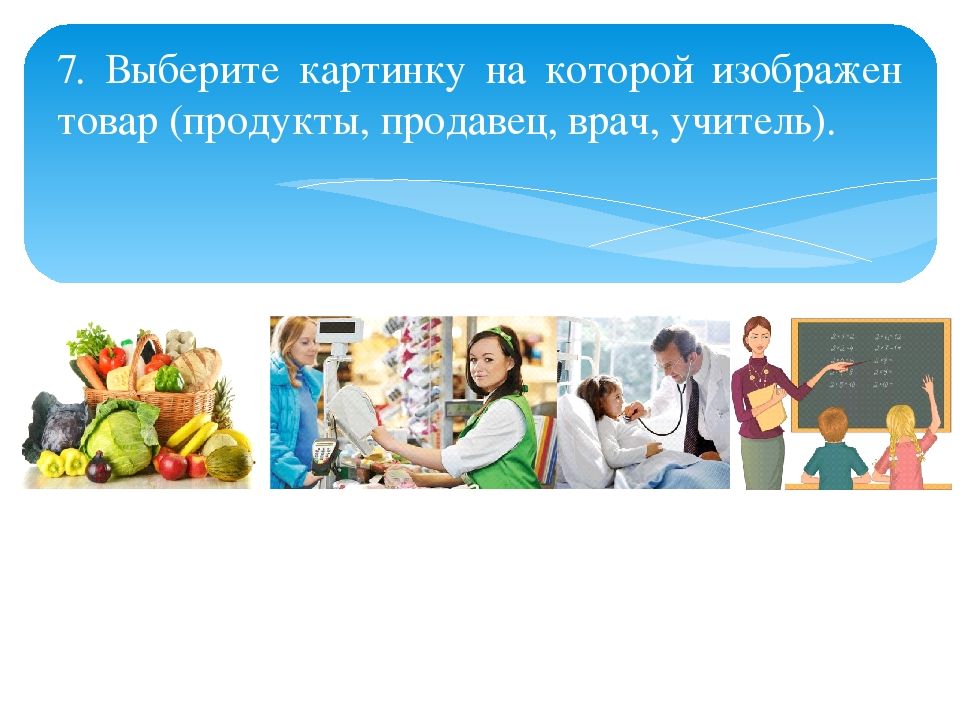 7. Выберите картинку на которой изображен
товар (продукты, продавец, врач, учитель).